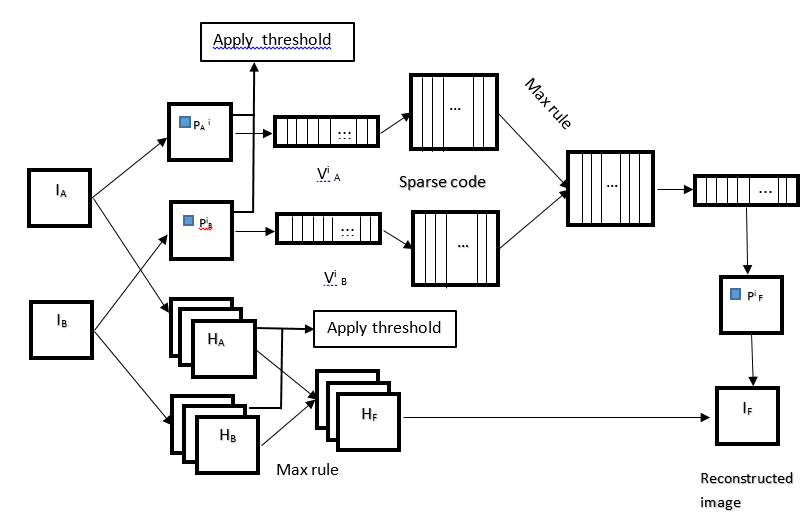 Apply threshold
P_A^i
...
...
Max rule
V^i_A
Sparse code
...
...
I_A
P^i_B
...
...
V^i_B
P^i_F
I_B
H_A
Apply threshold
H_F
I_F
H_B
Max rule
Reconstructed
image